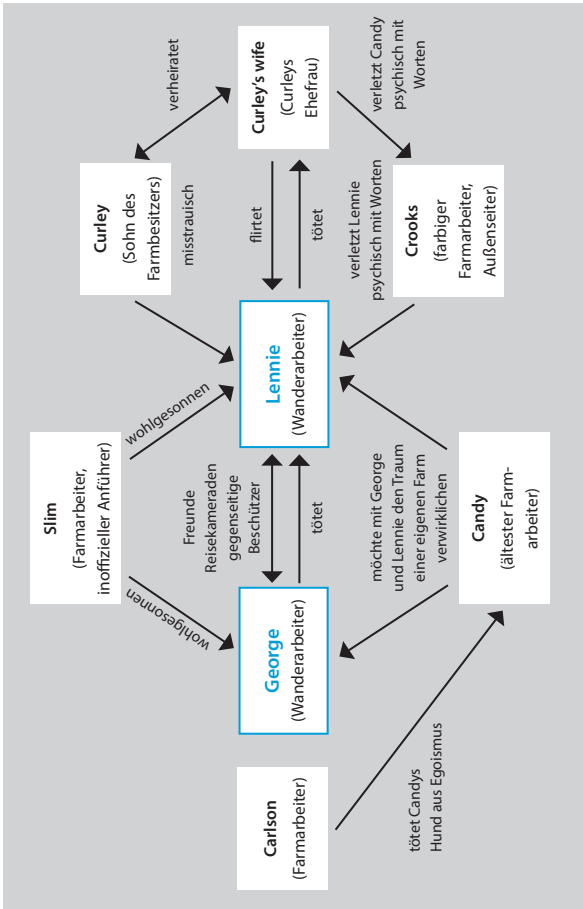 Slim
(Farmarbeiter,
inoffizieller Anführer)
Curley
(Sohn des
Farmbesitzers)
verheiratet
wohlgesonnen
wohlgesonnen
misstrauisch
Carlson
(Farmarbeiter)
George
(Wanderarbeiter)
Freunde
Reisekameraden
gegenseitige
Beschützer
tötet
Lennie
(Wanderarbeiter)
flirtet
tötet
Curley's wife
(Curleys
Ehefrau)
tötet Candys
Hund aus Egoismus
möchte mit George
und Lennie den Traum
einer eigenen Farm
verwirklichen
verletzt Lennie
psychisch mit Worten
verletzt Candy
psychisch mit
Worten
Candy
(ältester Farm-
arbeiter)
Crooks
(farbiger
Farmarbeiter,
Außenseiter)